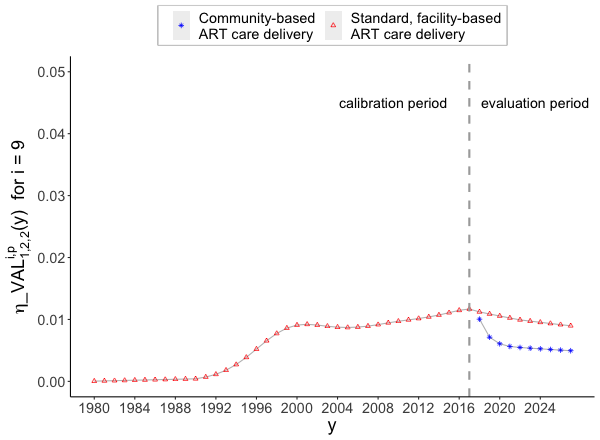 Community-based
ART care delivery
Standard, facility-based
ART care delivery
0.05
0.04
0.03
0.02
0.01
0.00
η_VAL^{i,p}_{1,2,2}(y) for i = 9
calibration period
evaluation period
1980 1984 1988 1992 1996 2000 2004 2008 2012 2016 2020 2024
y